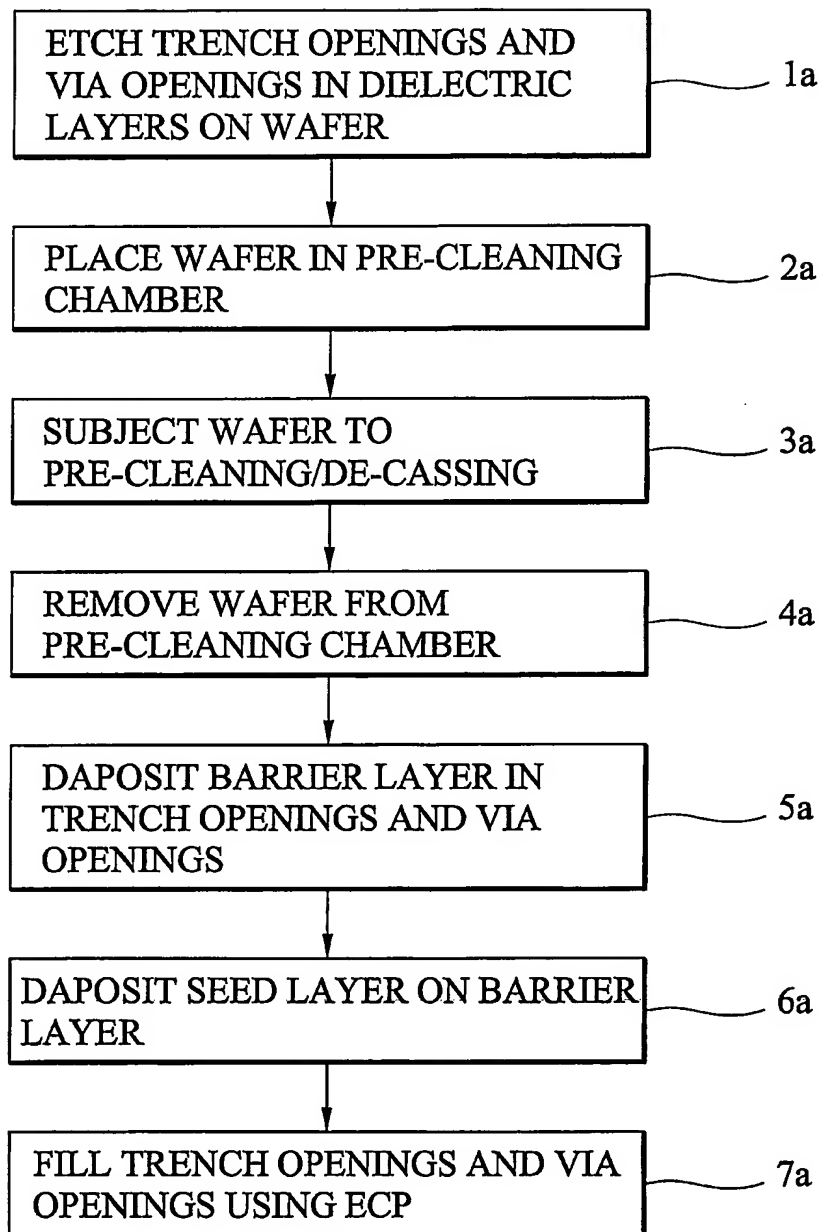 ETCH TRENCH OPENINGS AND
VIA OPENINGS IN DIELECTRIC
LAYERS ON WAFER
1a
PLACE WAFER IN PRE-CLEANING
CHAMBER
2a
SUBJECT WAFER TO
PRE-CLEANING/DE-CASSING
3a
REMOVE WAFER FROM
PRE-CLEANING CHAMBER
4a
DAPOSIT BARRIER LAYER IN
TRENCH OPENINGS AND VIA
OPENINGS
5a
DAPOSIT SEED LAYER ON BARRIER
LAYER
6a
FILL TRENCH OPENINGS AND VIA
OPENINGS USING ECP
7a